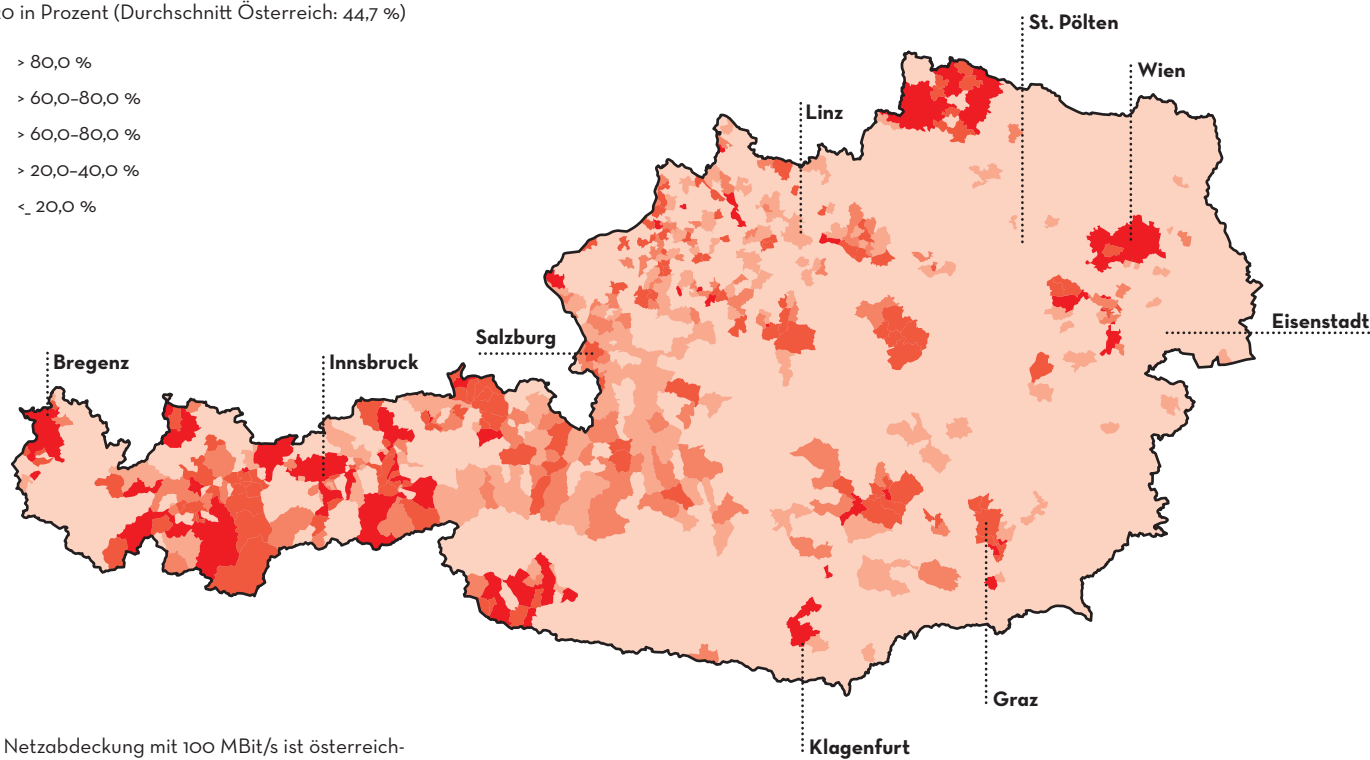 20 in Prozent (Durchschnitt Österreich: 44,7 %)
> 80,0 %
> 60,0–80,0 %
> 60,0–80,0 %
> 20,0–40,0 %
<_ 20,0 %
St. Pölten
Wien
Linz
Eisenstadt
Salzburg
Bregenz
Innsbruck
Graz
Klagenfurt
Netzabdeckung mit 100 MBit/s ist österreich-